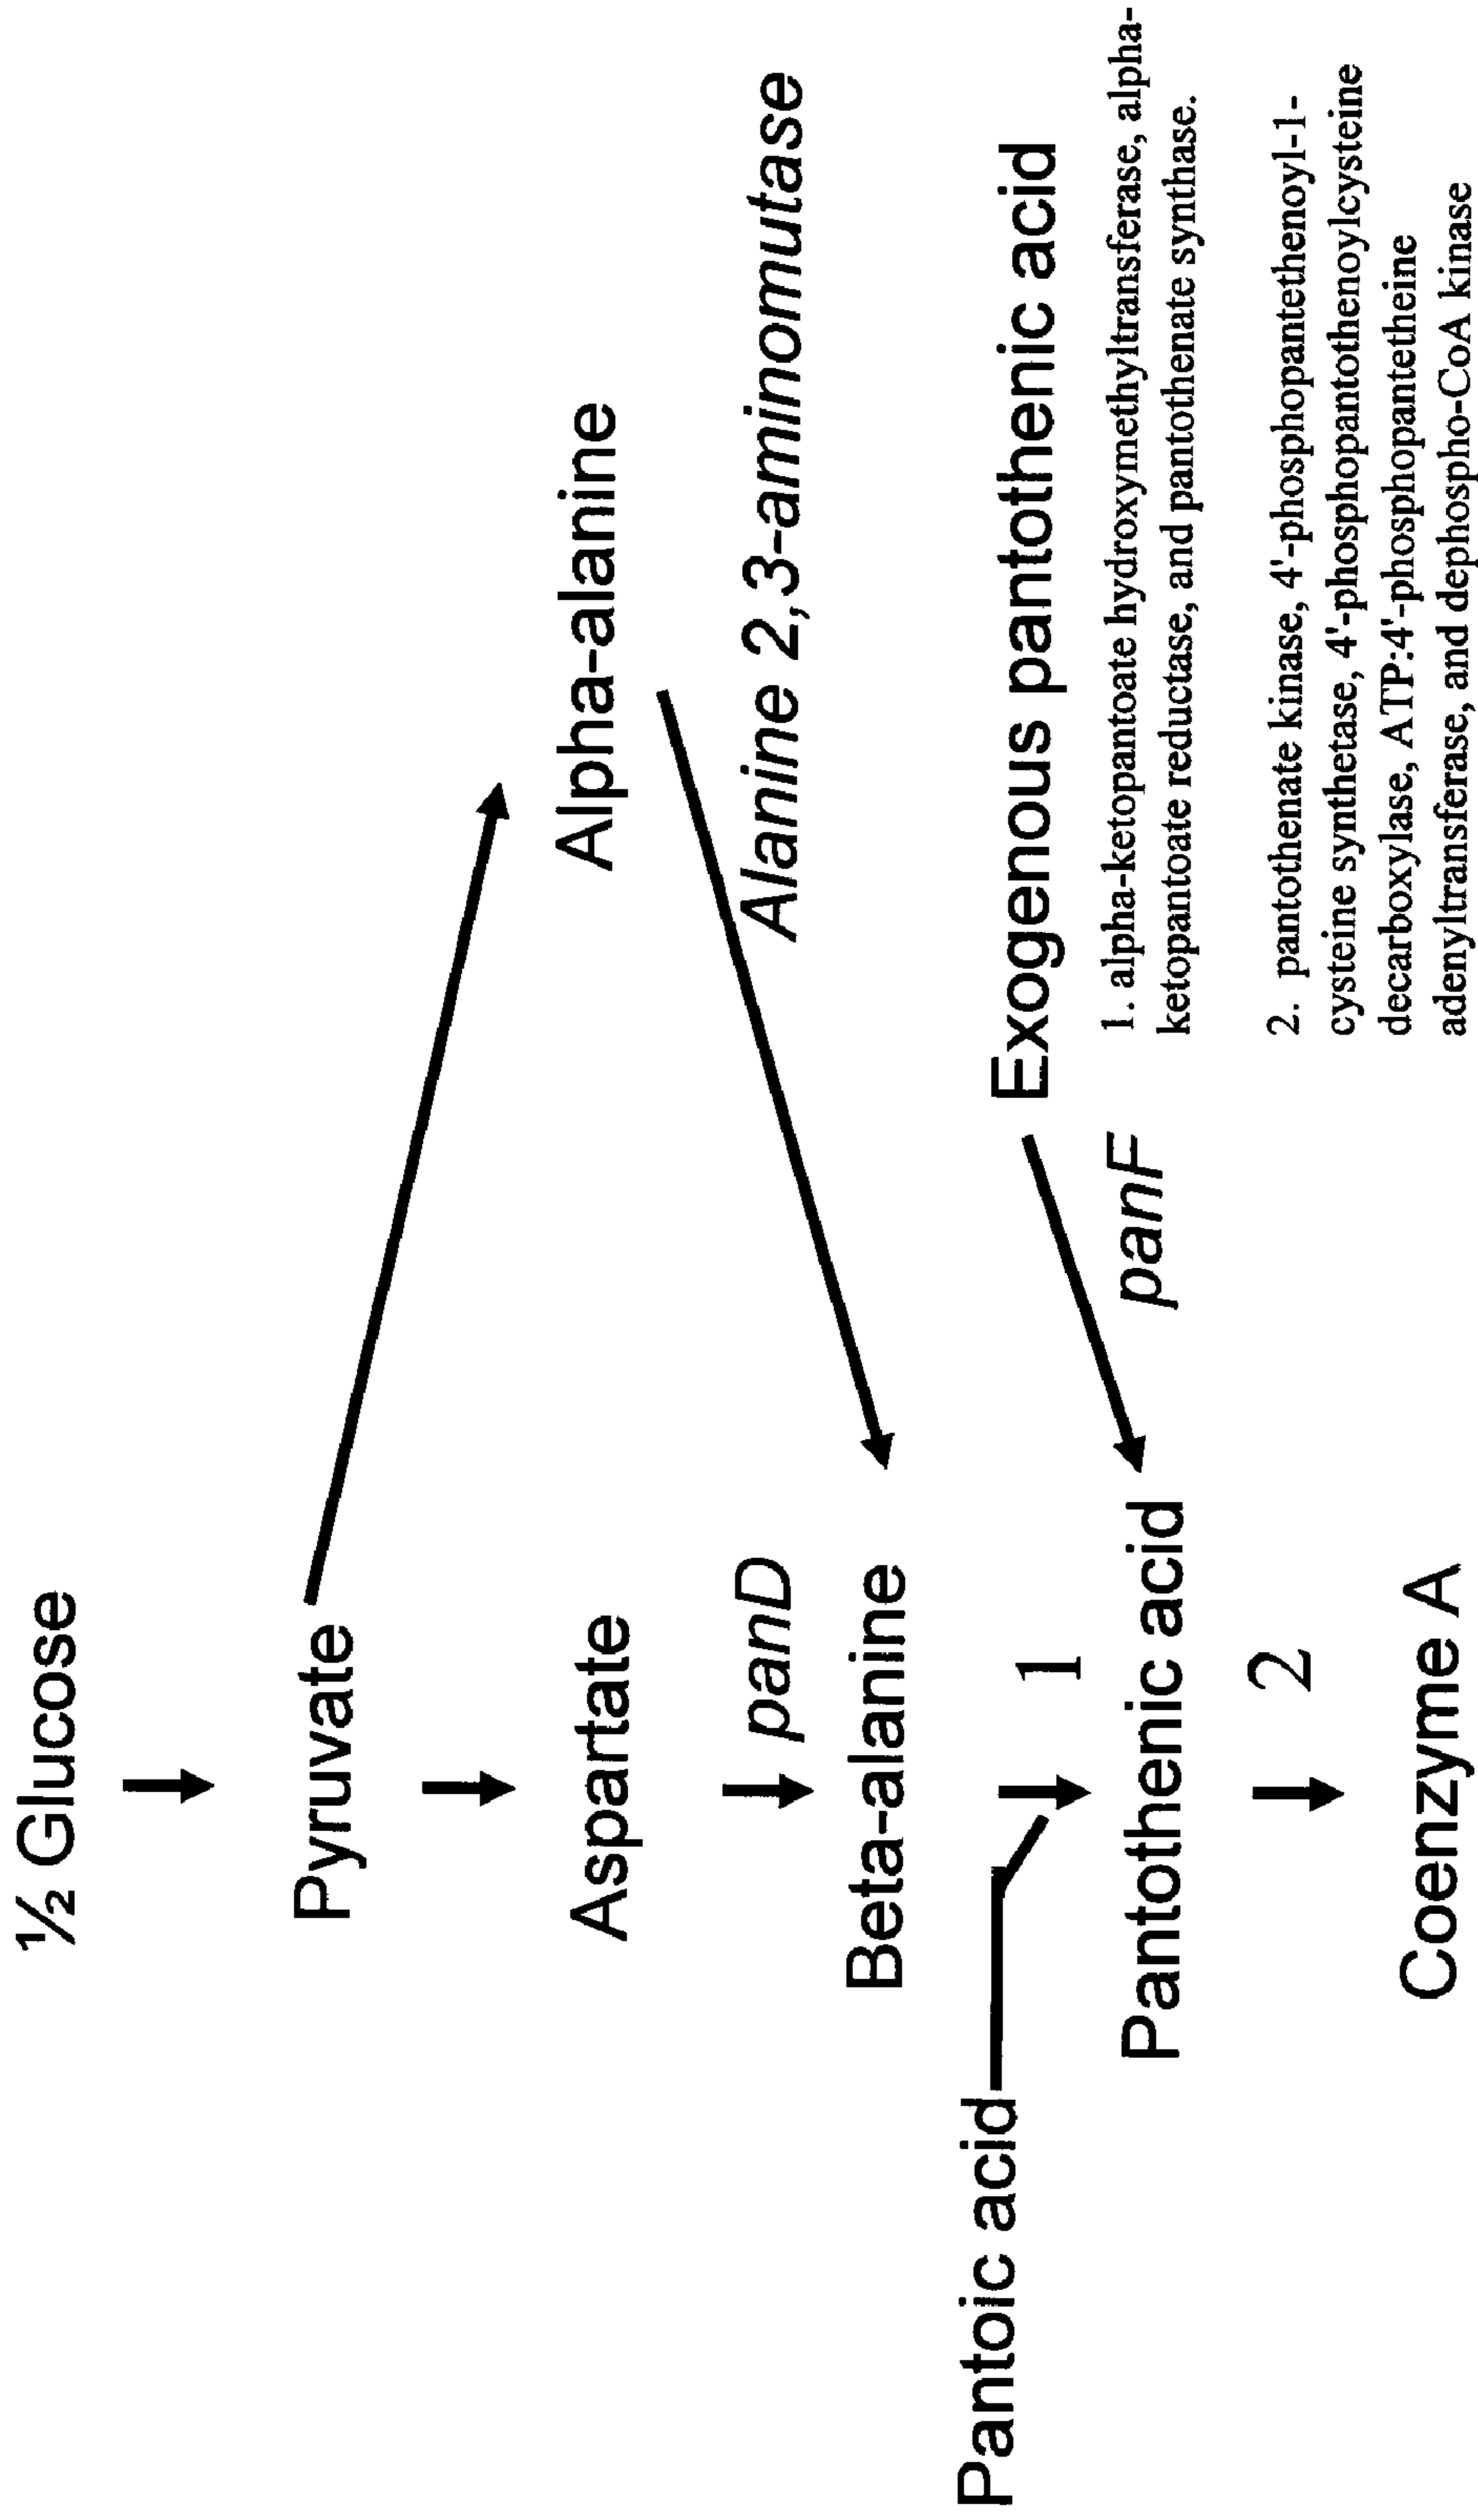 ½ Glucose
Pyruvate
Alpha-alanine
Aspartate
panD
Alanine 2,3-aminomutase
Beta-alanine
Pantoic acid
1
Exogenous pantothenic acid
panF
Pantothenic acid
1. alpha-ketopantoate hydroxymethyltransferase, alpha-
ketopantoate reductase, and pantothenate synthase.
2
2. pantothenate kinase, 4'-phosphopantethenoyl-1-
cysteine synthetase, 4'-phosphopantothenoylcysteine
decarboxylase, ATP:4'-phosphopantetheine
adenyltransferase, and dephospho-CoA kinase
Coenzyme A